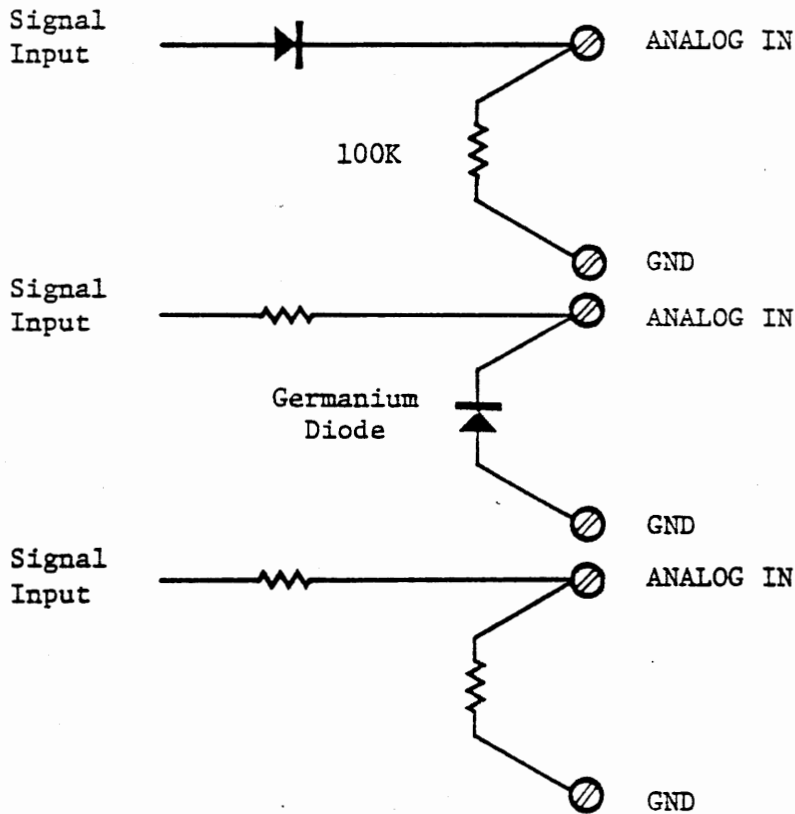 Signal
Input
ANALOG IN
100K
GND
Signal
Input
ANALOG IN
Germanium
Diode
GND
Signal
Input
ANALOG IN
GND